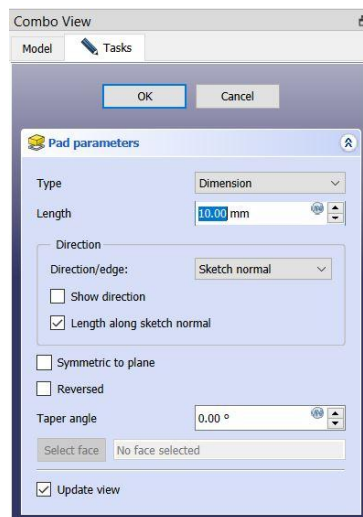 Combo View
Model Tasks
OK Cancel
Pad parameters
Type Dimension
Length 10.00 mm
Direction
Direction/edge: Sketch normal
Show direction
Length along sketch normal
Symmetric to plane
Reversed
Taper angle 0.00 °
Select face No face selected
Update view